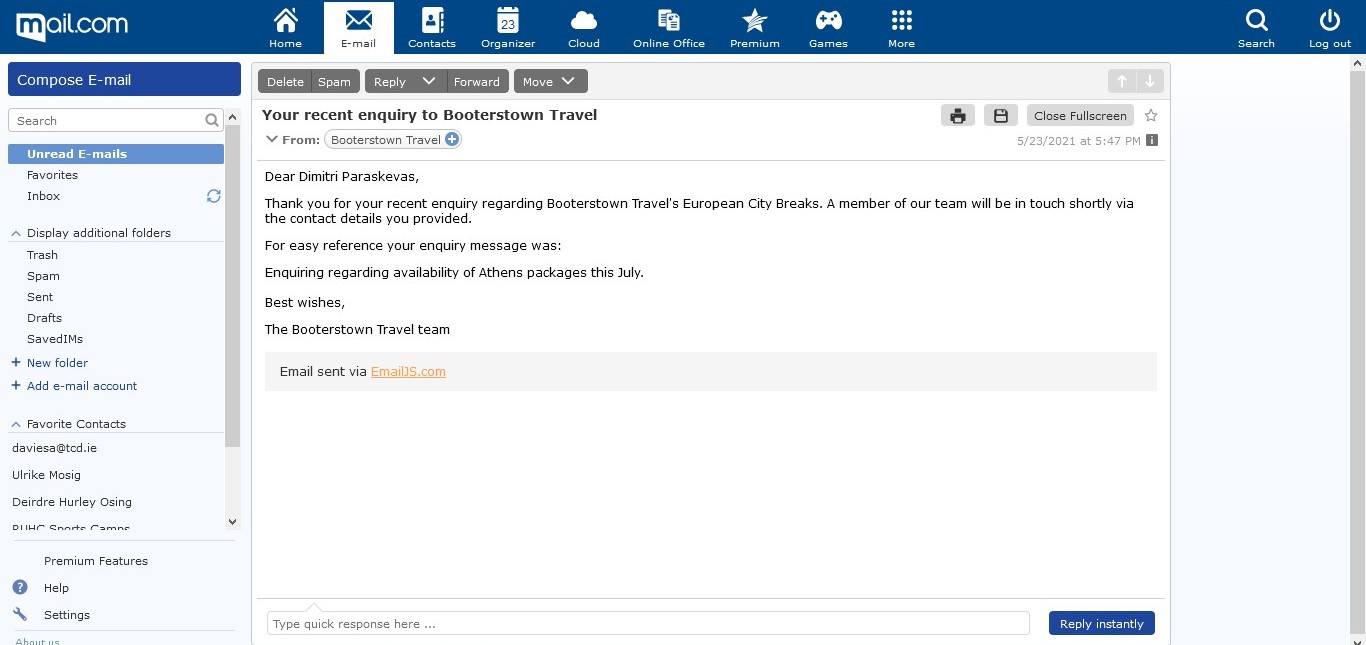 mail.com
Home
E-mail
Contacts
23
Organizer
Cloud
Online Office
Premium
Games
More
Search
Log out
Compose E-mail
Search
Unread E-mails
Favorites
Inbox
Display additional folders
Trash
Spam
Sent
Drafts
SavedIMs
+ New folder
+ Add e-mail account
Favorite Contacts
daviesa@tcd.ie
Ulrike Mosig
Deirdre Hurley Osing
RUHC Sports Camps
Premium Features
? Help
Settings
About us
Delete Spam Reply Forward Move
Your recent enquiry to Booterstown Travel
Close Fullscreen
From: Booterstown Travel
5/23/2021 at 5:47 PM i
Dear Dimitri Paraskevas,
Thank you for your recent enquiry regarding Booterstown Travel's European City Breaks. A member of our team will be in touch shortly via
the contact details you provided.
For easy reference your enquiry message was:
Enquiring regarding availability of Athens packages this July.
Best wishes,
The Booterstown Travel team
Email sent via EmailJS.com
Type quick response here ...
Reply instantly